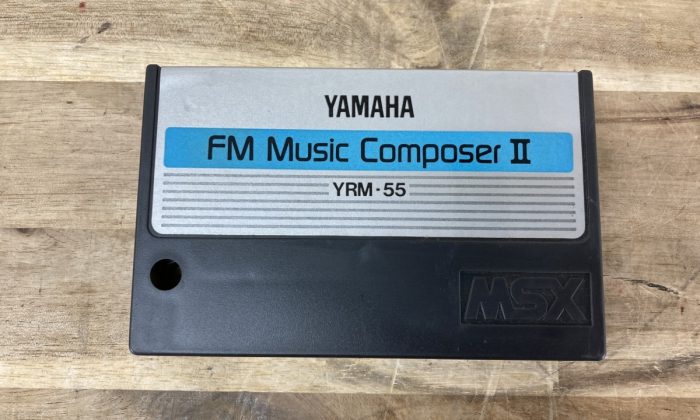 YAMAHA
FM Music Composer II
YRM·55
MSX